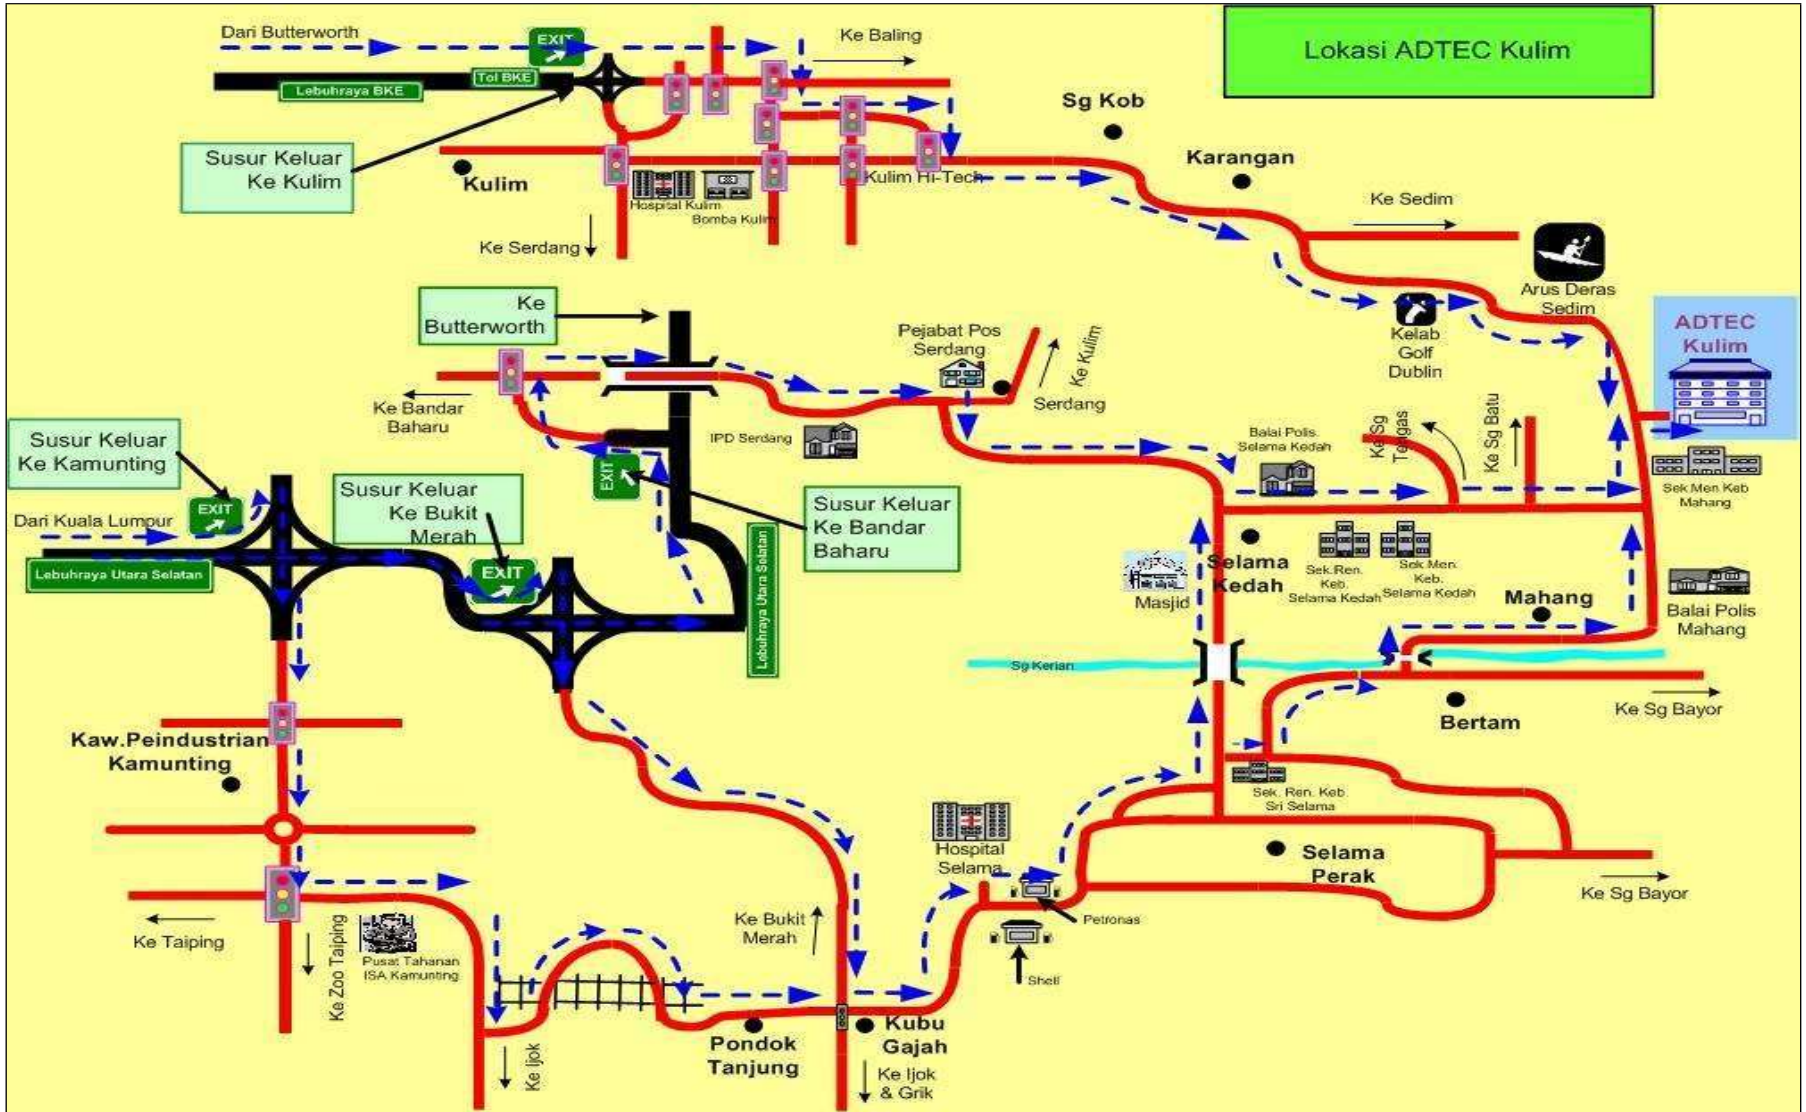 Lokasi ADTEC Kulim
Dari Butterworth
EXIT
Ke Baling
Tol BKE
Lebuhraya BKE
Susur Keluar
Ke Kulim
Kulim
Hospital Kulim
Bomba Kulim
Kulim Hi-Tech
Ke Serdang
Sg Kob
Karangan
Ke Sedim
Arus Deras
Sedim
Kelab
Golf
Dublin
ADTEC
Kulim
Ke
Butterworth
Ke Bandar
Baharu
Pejabat Pos
Serdang
Ke Kulim
Serdang
IPD Serdang
Balai Polis
Selama Kedah
Ke Sg
Tengas
Ke Sg Batu
Sek.Men Keb
Mahang
Susur Keluar
Ke Kamunting
EXIT
Dari Kuala Lumpur
Lebuhraya Utara Selatan
Susur Keluar
Ke Bukit
Merah
EXIT
EXIT
Susur Keluar
Ke Bandar
Baharu
Lebuhraya Utara Selatan
Masjid
Selama
Kedah
Sek.Ren.
Keb.
Selama Kedah
Sek.Men.
Keb.
Selama Kedah
Mahang
Balai Polis
Mahang
Sg Kerian
Bertam
Ke Sg Bayor
Kaw.Peindustrian
Kamunting
Sek. Ren. Keb.
Sri Selama
Hospital
Selama
Selama
Perak
Ke Sg Bayor
Petronas
Shell
Ke Taiping
Ke Zoo Taiping
Pusat Tahanan
ISA Kamunting
Ke Bukit
Merah
Ke Ijok
Pondok
Tanjung
Kubu
Gajah
Ke Ijok
& Grik